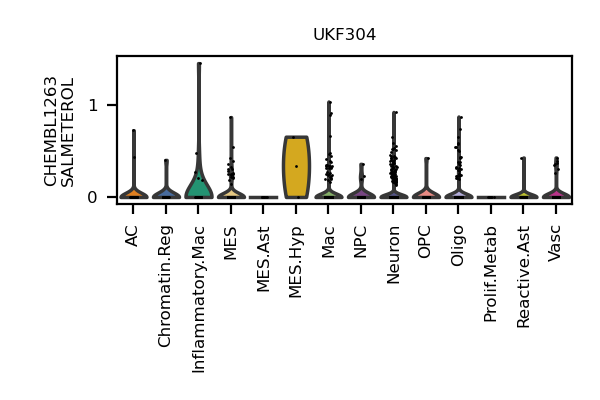 UKF304
CHEMBL1263
SALMETEROL
1
0
AC
Chromatin.Reg
Inflammatory.Mac
MES
MES.Ast
MES.Hyp
Mac
NPC
Neuron
OPC
Oligo
Prolif.Metab
Reactive.Ast
Vasc